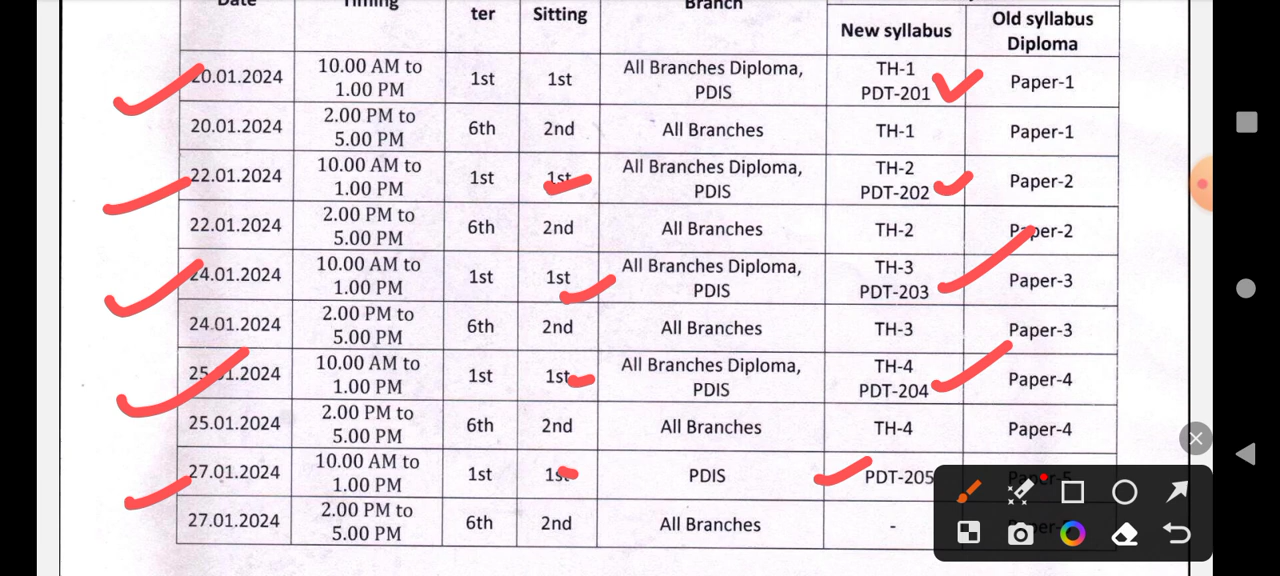 Date Timing ter Sitting Branch New syllabus Old syllabus
Diploma
20.01.2024 10.00 AM to 1.00 PM 1st 1st All Branches Diploma, PDIS TH-1 PDT-201 Paper-1
20.01.2024 2.00 PM to 5.00 PM 6th 2nd All Branches TH-1 Paper-1
22.01.2024 10.00 AM to 1.00 PM 1st 1st All Branches Diploma, PDIS TH-2 PDT-202 Paper-2
22.01.2024 2.00 PM to 5.00 PM 6th 2nd All Branches TH-2 Paper-2
24.01.2024 10.00 AM to 1.00 PM 1st 1st All Branches Diploma, PDIS TH-3 PDT-203 Paper-3
24.01.2024 2.00 PM to 5.00 PM 6th 2nd All Branches TH-3 Paper-3
25.01.2024 10.00 AM to 1.00 PM 1st 1st All Branches Diploma, PDIS TH-4 PDT-204 Paper-4
25.01.2024 2.00 PM to 5.00 PM 6th 2nd All Branches TH-4 Paper-4
27.01.2024 10.00 AM to 1.00 PM 1st 1st PDIS PDT-205 Paper-5
27.01.2024 2.00 PM to 5.00 PM 6th 2nd All Branches -